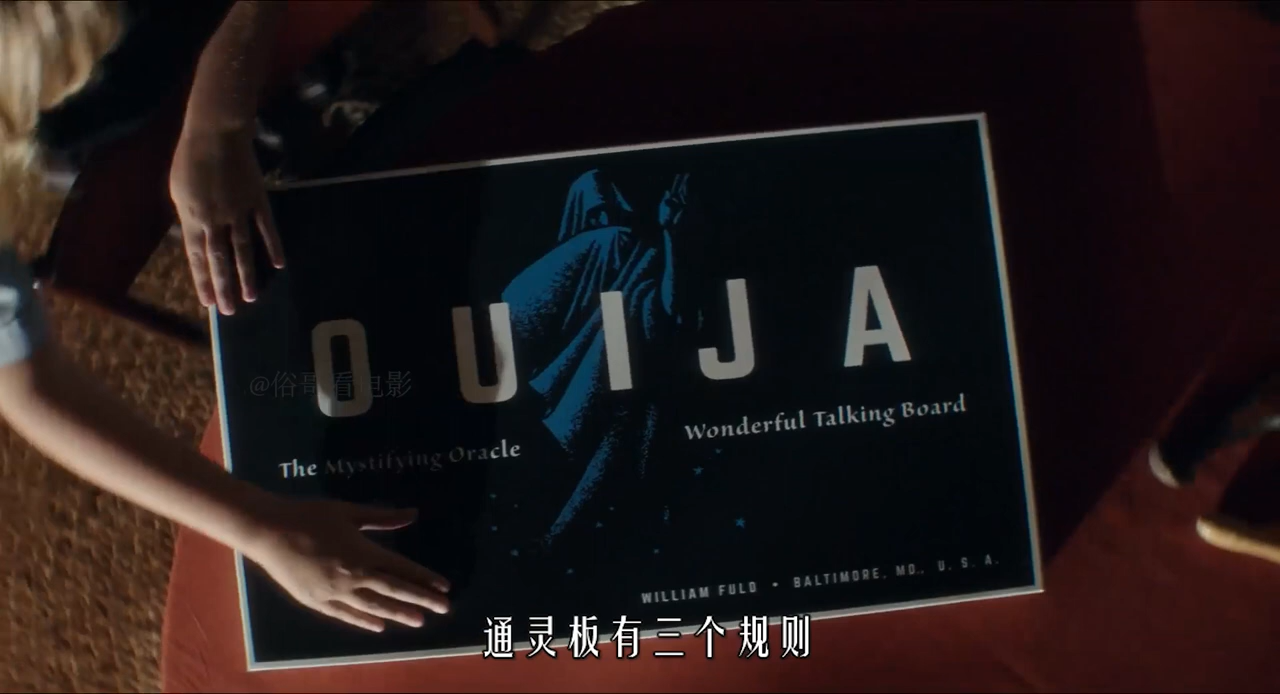 OUIJA
@俗哥看电影
The Mystifying Oracle
Wonderful Talking Board
WILLIAM FULD • BALTIMORE, MD., U. S. A.
通灵板有三个规则